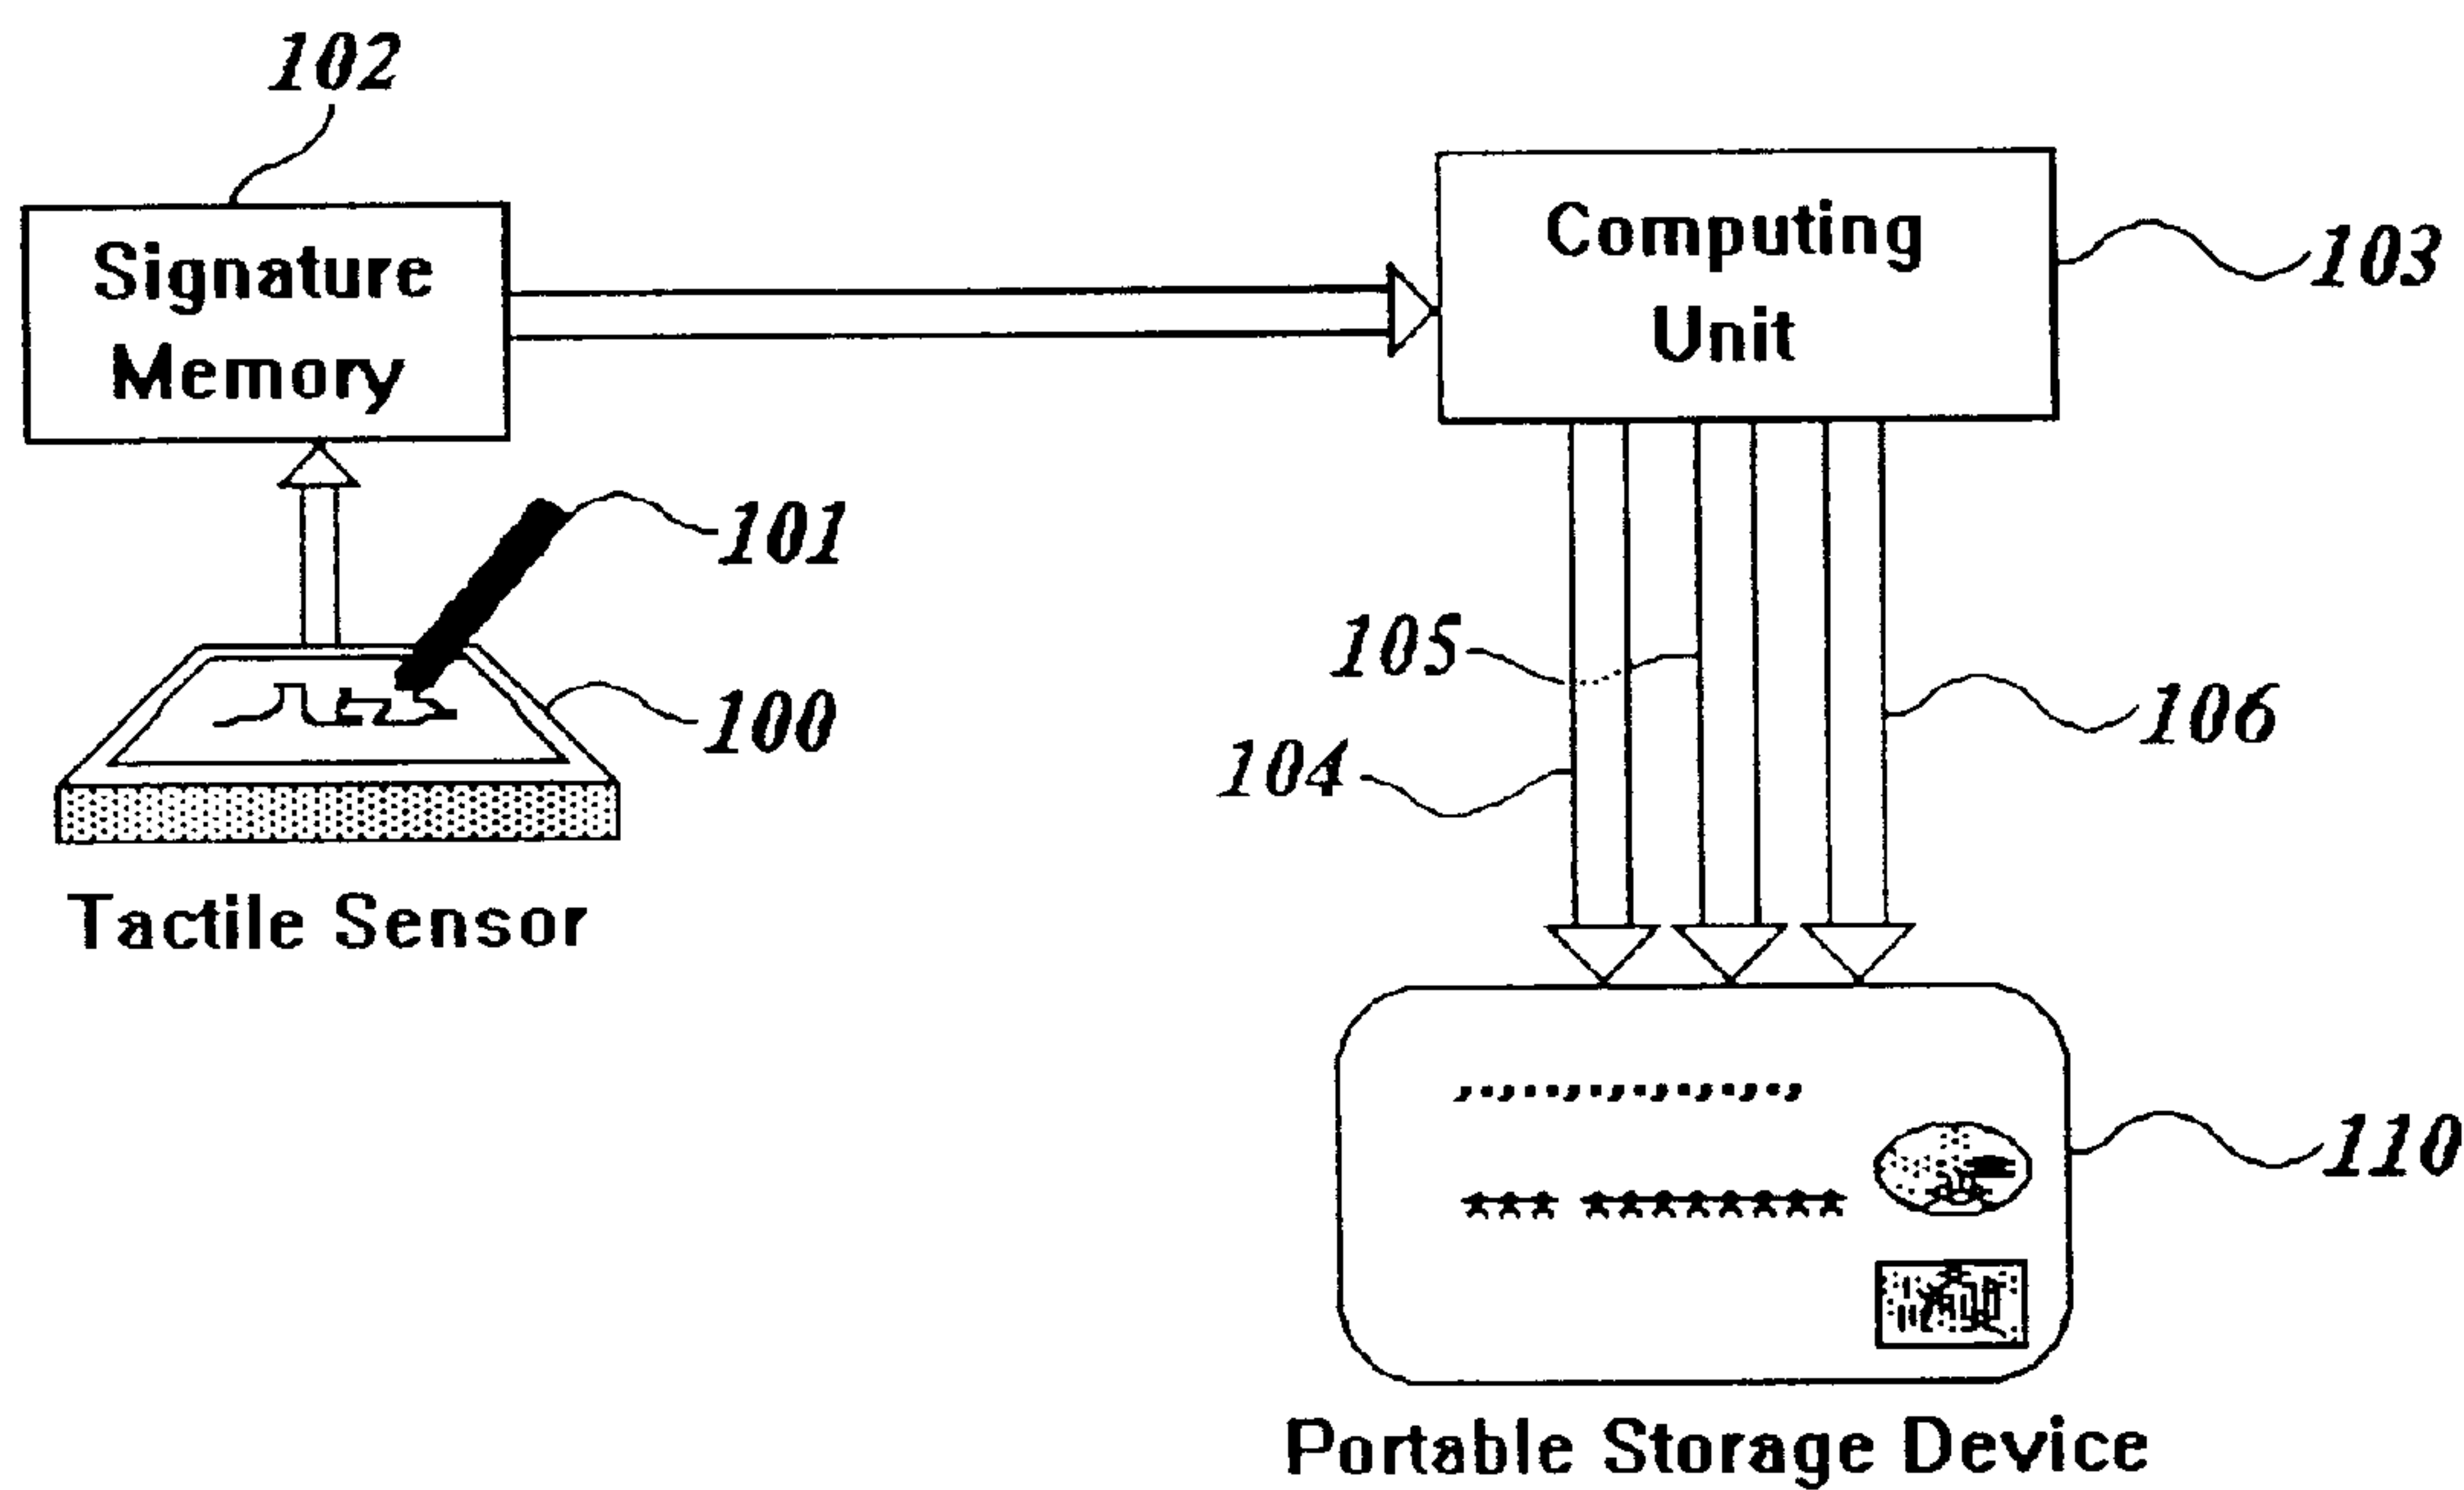 102
Signature
Memory
Computing
Unit
103
101
100
105
104
106
Tactile Sensor
110
Portable Storage Device